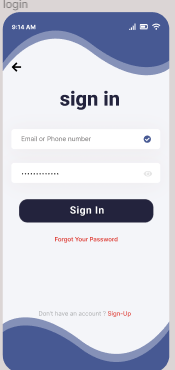 login
9:14 AM
sign in
Email or Phone number
•••••••••••••
Sign In
Forgot Your Password
Don't have an account ? Sign-Up